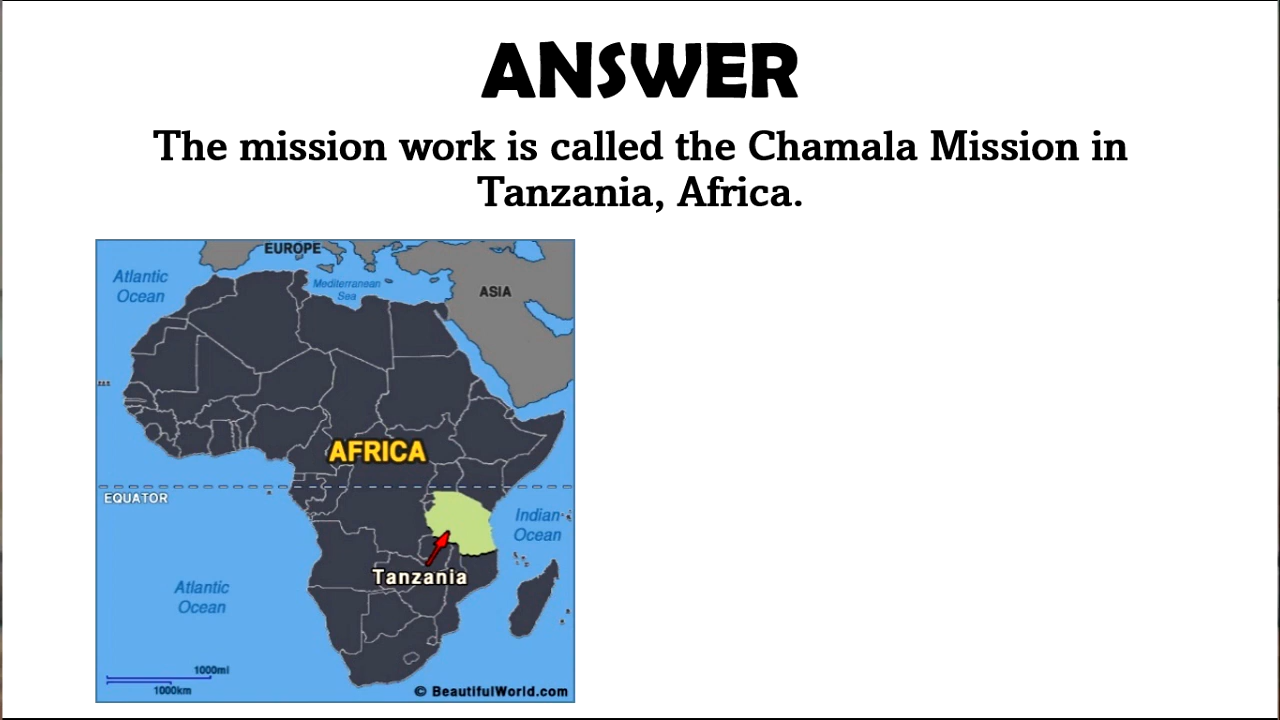 ANSWER
The mission work is called the Chamala Mission in
Tanzania, Africa.
EUROPE
Atlantic
Ocean
Mediterranean
Sea
ASIA
AFRICA
EQUATOR
Indian
Ocean
Tanzania
Atlantic
Ocean
1000mi
1000km
© BeautifulWorld.com